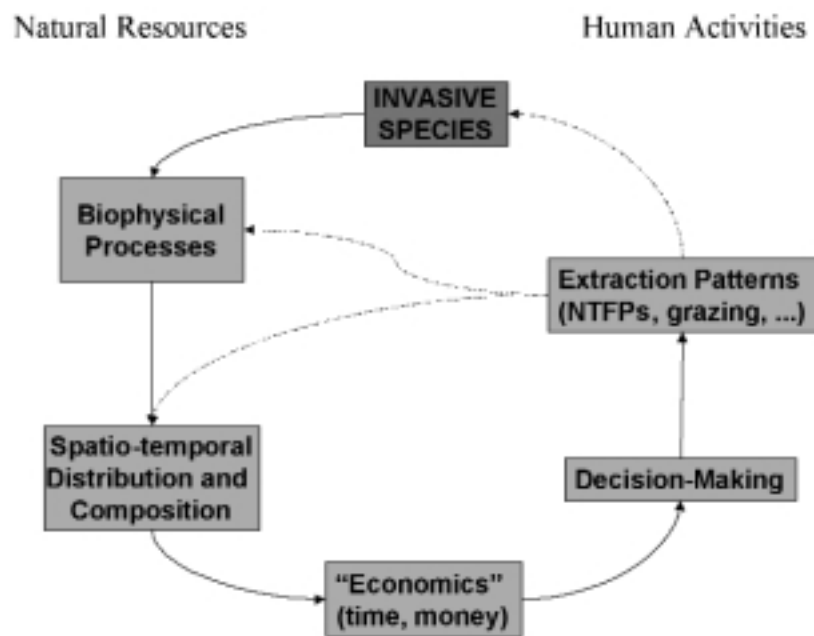 Natural Resources
Human Activities
INVASIVE
SPECIES
Biophysical
Processes
Extraction Patterns
(NTFPs, grazing, ...)
Spatio-temporal
Distribution and
Composition
Decision-Making
“Economics”
(time, money)